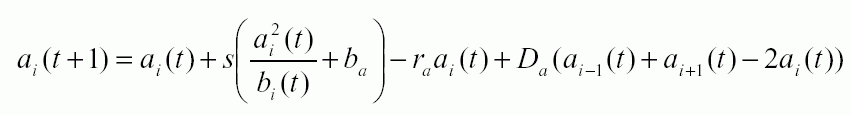 a_i(t+1) = a_i(t) + s(a_i^2(t)/b_i(t) + b_a) − r_a a_i(t) + D_a(a_{i−1}(t) + a_{i+1}(t) − 2a_i(t))